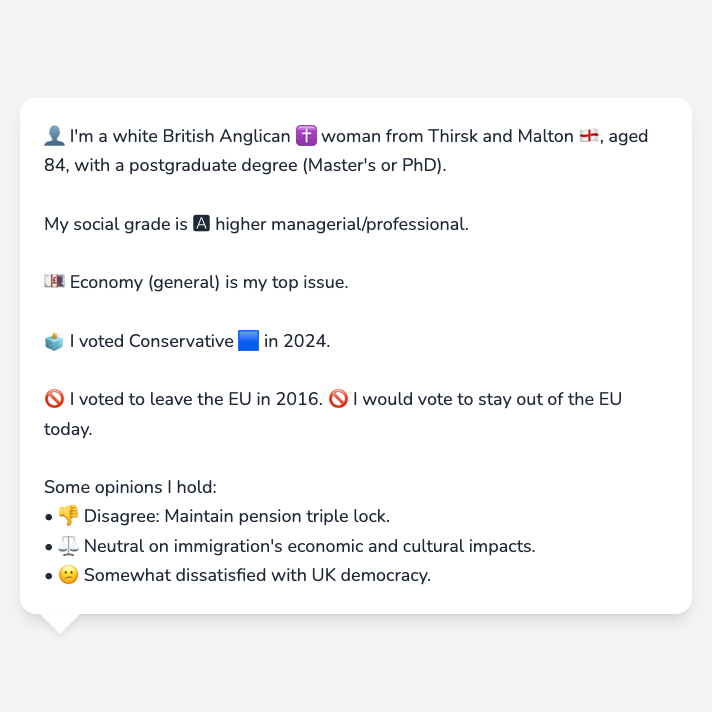 👤 I'm a white British Anglican ✝️ woman from Thirsk and Malton 🏴󠁧󠁢󠁥󠁮󠁧󠁿, aged
84, with a postgraduate degree (Master's or PhD).
My social grade is 🅰 higher managerial/professional.
💷 Economy (general) is my top issue.
🗳️ I voted Conservative 🟦 in 2024.
🚫 I voted to leave the EU in 2016. 🚫 I would vote to stay out of the EU
today.
Some opinions I hold:
• 👎 Disagree: Maintain pension triple lock.
• ⚖️ Neutral on immigration's economic and cultural impacts.
• 😕 Somewhat dissatisfied with UK democracy.